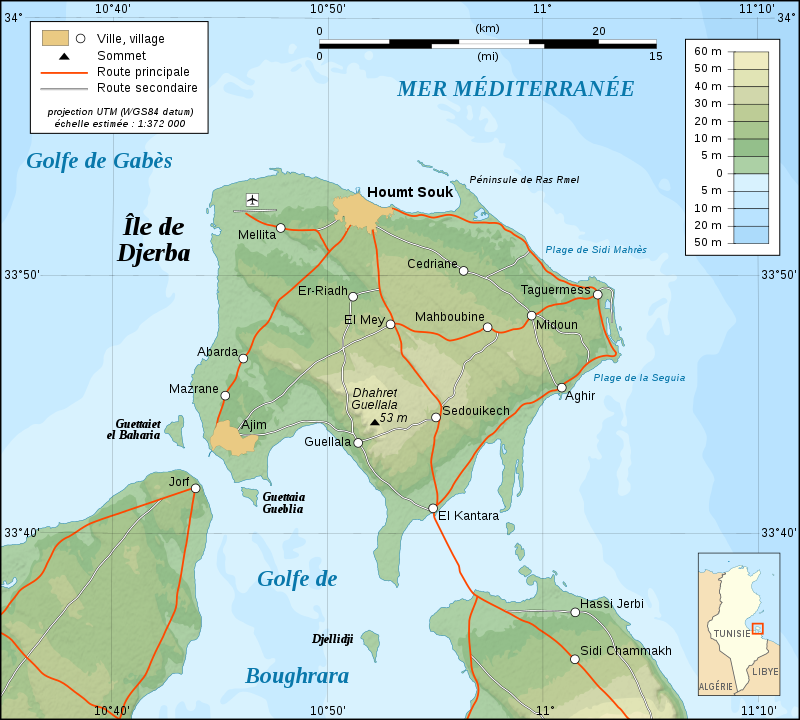 10°40'
10°50'
11°
11°10'
34°
34°
Ville, village
Sommet
Route principale
Route secondaire
projection UTM (WGS84 datum)
échelle estimée : 1:372 000
0
(km)
20
0
(mi)
15
60 m
50 m
40 m
30 m
20 m
10 m
5 m
0
5 m
10 m
20 m
50 m
MER MÉDITERRANÉE
Golfe de Gabès
Péninsule de Ras Rmel
Houmt Souk
Île de
Djerba
Mellita
Plage de Sidi Mahrès
Cedriane
33°50'
33°50'
Er-Riadh
Taguermess
El Mey
Mahboubine
Midoun
Abarda
Plage de la Seguia
Mazrane
Dhahret
Guellala
53 m
Aghir
Sedouikech
Guettaiet
el Baharia
Ajim
Guellala
Jorf
Guettaia
Gueblia
El Kantara
33°40'
33°40'
Golfe de
Boughrara
Hassi Jerbi
Djellidji
Sidi Chammakh
TUNISIE
LIBYE
ALGÉRIE
10°40'
10°50'
11°
11°10'